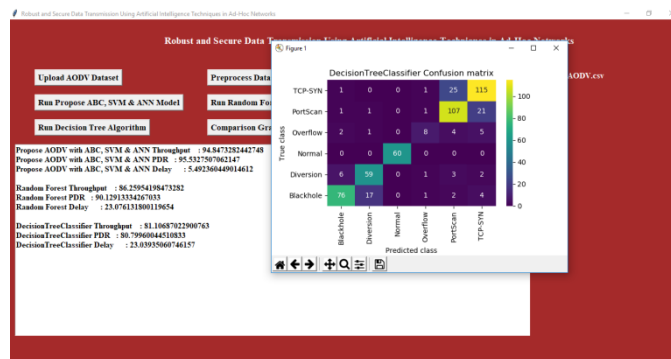 Robust and Secure Data Transmission Using Artificial Intelligence Techniques in Ad-Hoc Networks
Robust and Secure Data Transmission Using Artificial Intelligence Techniques in Ad-Hoc Networks
Figure 1
Upload AODV Dataset
Preprocess Data
AODV.csv
Run Propose ABC, SVM & ANN Model
Run Random For
Run Decision Tree Algorithm
Comparison Gr
Propose AODV with ABC, SVM & ANN Throughput : 94.8473282442748
Propose AODV with ABC, SVM & ANN PDR : 95.5327507062147
Propose AODV with ABC, SVM & ANN Delay : 5.492360449014612
Random Forest Throughput : 86.25954198473282
Random Forest PDR : 90.12913334267033
Random Forest Delay : 23.076131800119654
DecisionTreeClassifier Throughput : 81.10687022900763
DecisionTreeClassifier PDR : 80.79960044510833
DecisionTreeClassifier Delay : 23.03935060746157
DecisionTreeClassifier Confusion matrix
True class
TCP-SYN 1 0 0 1 25 115
PortScan 1 1 0 1 107 21
Overflow 2 1 0 8 4 5
Normal 0 0 60 0 0 0
Diversion 6 59 0 1 3 2
Blackhole 76 17 0 1 2 4
Blackhole Diversion Normal Overflow PortScan TCP-SYN
Predicted class
100
80
60
40
20
0